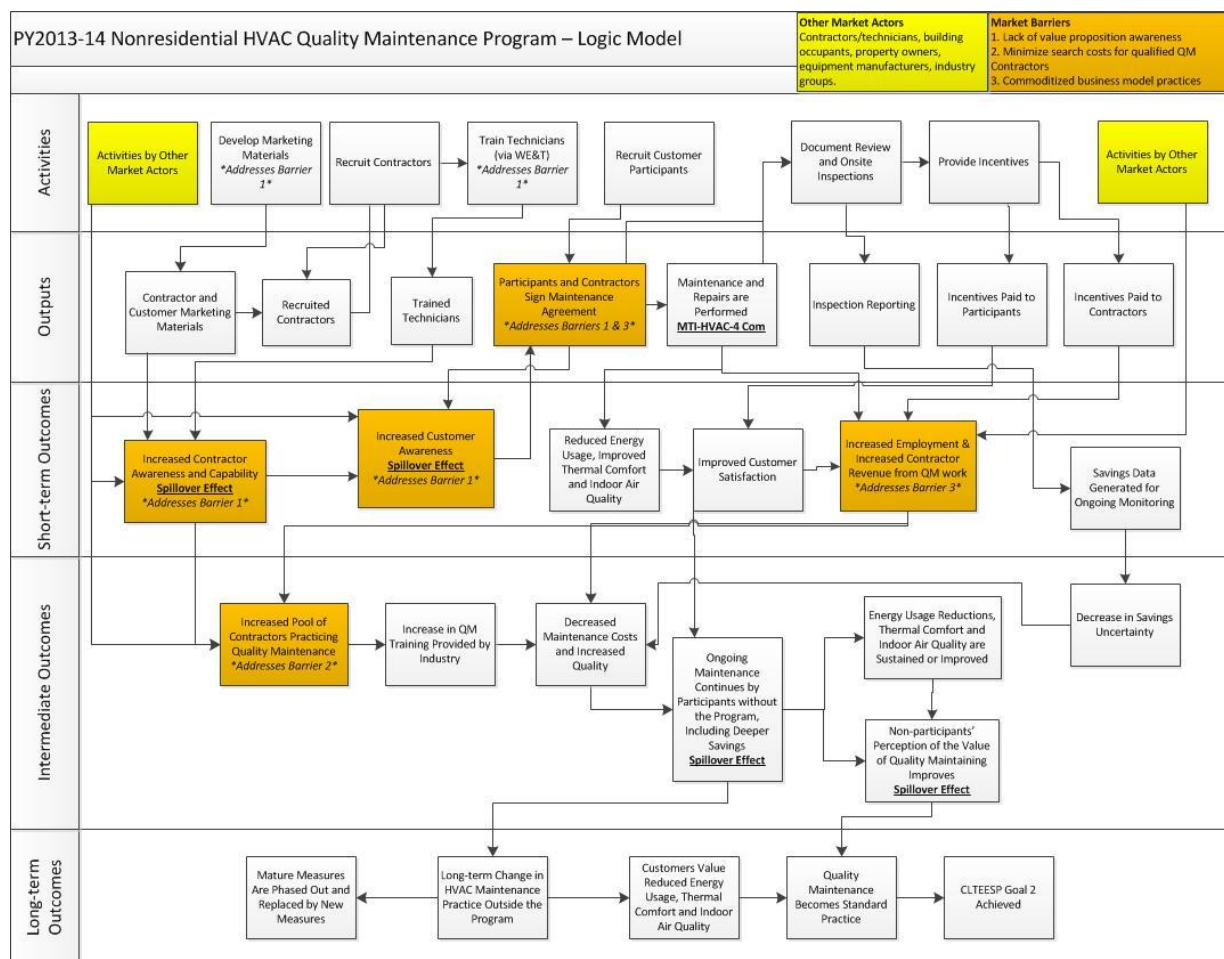 PY2013-14 Nonresidential HVAC Quality Maintenance Program – Logic Model
Other Market Actors
Contractors/technicians, building
occupants, property owners,
equipment manufacturers, industry
groups.
Market Barriers
1. Lack of value proposition awareness
2. Minimize search costs for qualified QM
Contractors
3. Commoditized business model practices
Activities
Activities by Other
Market Actors
Develop Marketing
Materials
*Addresses Barrier
1*
Recruit Contractors
Train Technicians
(via WE&T)
*Addresses Barrier
1*
Recruit Customer
Participants
Document Review
and Onsite
Inspections
Provide Incentives
Activities by Other
Market Actors
Outputs
Contractor and
Customer Marketing
Materials
Recruited
Contractors
Trained
Technicians
Participants and Contractors
Sign Maintenance
Agreement
*Addresses Barriers 1 & 3*
Maintenance and
Repairs are
Performed
MTI-HVAC-4 Com
Inspection Reporting
Incentives Paid to
Participants
Incentives Paid to
Contractors
Short-term Outcomes
Increased Contractor
Awareness and Capability
Spillover Effect
*Addresses Barrier 1*
Increased Customer
Awareness
Spillover Effect
*Addresses Barrier 1*
Reduced Energy
Usage, Improved
Thermal Comfort
and Indoor Air
Quality
Improved Customer
Satisfaction
Increased Employment &
Increased Contractor
Revenue from QM work
*Addresses Barrier 3*
Savings Data
Generated for
Ongoing Monitoring
Intermediate Outcomes
Increased Pool of
Contractors Practicing
Quality Maintenance
*Addresses Barrier 2*
Increase in QM
Training Provided by
Industry
Decreased
Maintenance Costs
and Increased
Quality
Ongoing
Maintenance
Continues by
Participants without
the Program,
Including Deeper
Savings
Spillover Effect
Energy Usage Reductions,
Thermal Comfort and
Indoor Air Quality are
Sustained or Improved
Decrease in Savings
Uncertainty
Non-participants’
Perception of the Value
of Quality Maintaining
Improves
Spillover Effect
Long-term
Outcomes
Mature Measures
Are Phased Out and
Replaced by New
Measures
Long-term Change in
HVAC Maintenance
Practice Outside the
Program
Customers Value
Reduced Energy
Usage, Thermal
Comfort and Indoor
Air Quality
Quality
Maintenance
Becomes Standard
Practice
CLTEESP Goal 2
Achieved